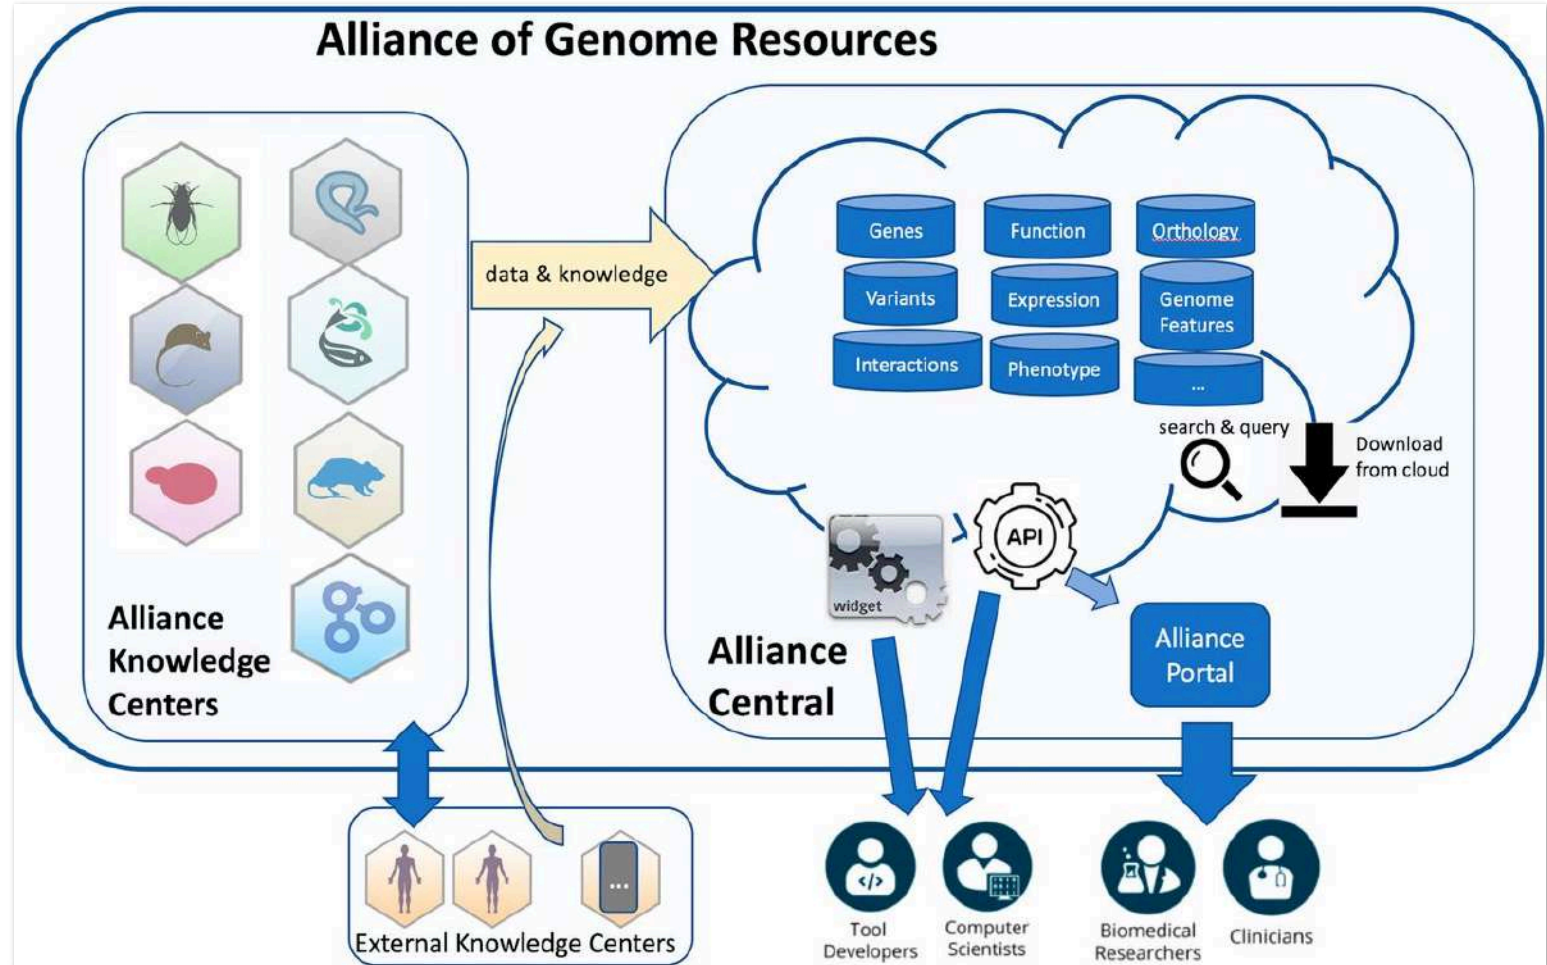 Alliance of Genome Resources
Genes
Function
Orthology
data & knowledge
Variants
Expression
Genome
Features
Interactions
Phenotype
...
search & query
Download
from cloud
API
widget
Alliance
Knowledge
Centers
Alliance
Central
Alliance
Portal
...
External Knowledge Centers
</>
Tool
Developers
Computer
Scientists
Biomedical
Researchers
Clinicians